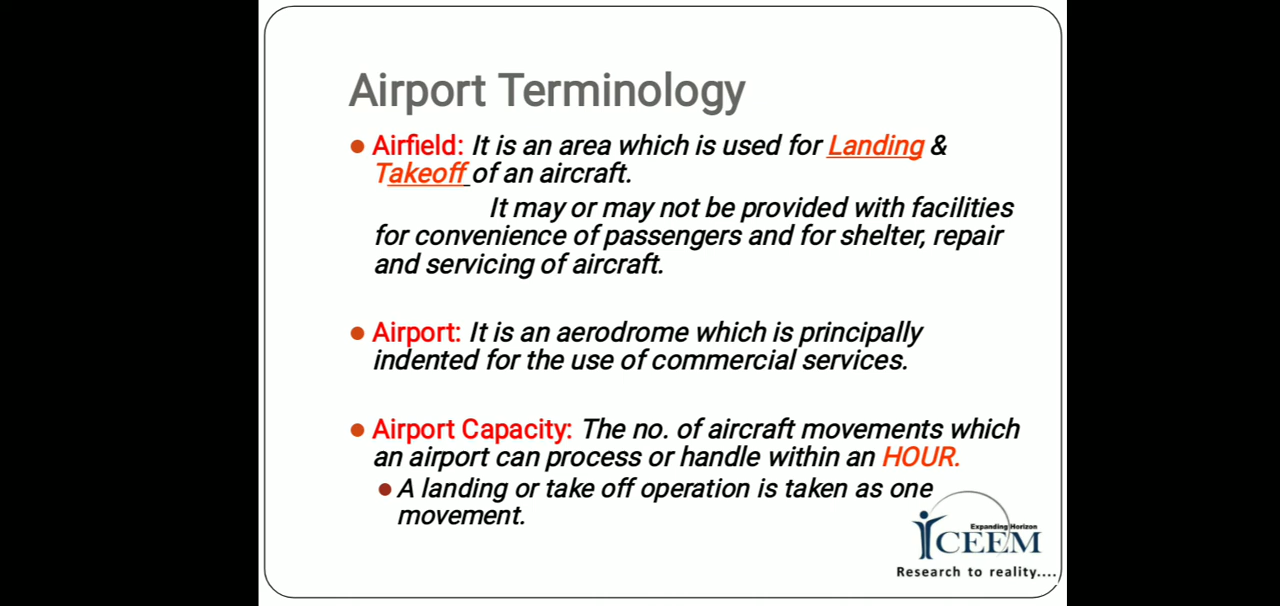 Airport Terminology
Airfield: It is an area which is used for Landing &
Takeoff of an aircraft.
It may or may not be provided with facilities
for convenience of passengers and for shelter, repair
and servicing of aircraft.
Airport: It is an aerodrome which is principally
indented for the use of commercial services.
Airport Capacity: The no. of aircraft movements which
an airport can process or handle within an HOUR.
A landing or take off operation is taken as one
movement.
Expanding Horizon
iCEEM
Research to reality....